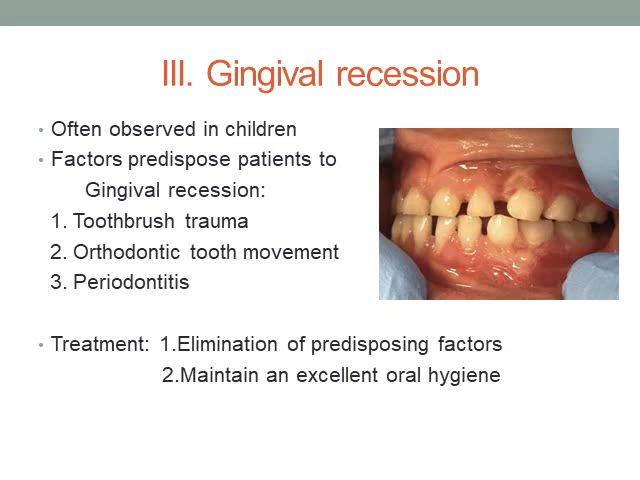 III. Gingival recession
• Often observed in children
• Factors predispose patients to
Gingival recession:
1. Toothbrush trauma
2. Orthodontic tooth movement
3. Periodontitis
• Treatment: 1.Elimination of predisposing factors
2.Maintain an excellent oral hygiene